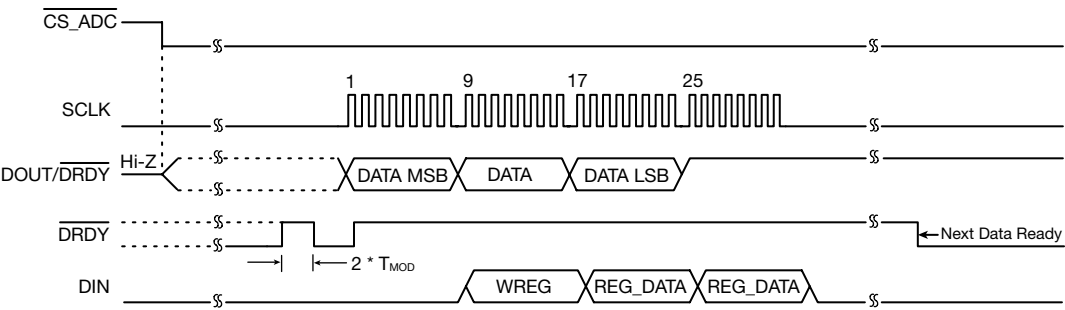 CS_ADC
1 9 17 25
SCLK
Hi-Z
DOUT/DRDY
DATA MSB DATA DATA LSB
DRDY
Next Data Ready
2 * TMOD
DIN
WREG REG_DATA REG_DATA